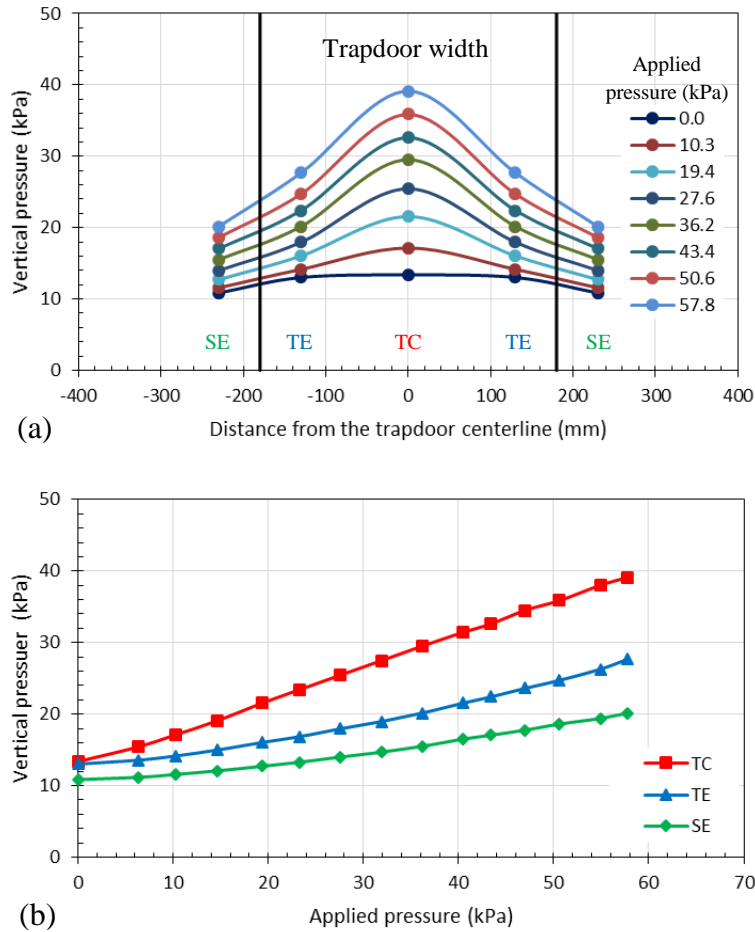 50
40
30
20
10
0
Vertical pressure (kPa)
Trapdoor width
Applied
pressure (kPa)
0.0
10.3
19.4
27.6
36.2
43.4
50.6
57.8
SE
TE
TC
TE
SE
-400
-300
-200
-100
0
100
200
300
400
(a)
Distance from the trapdoor centerline (mm)
50
40
30
20
10
0
Vertical pressuer (kPa)
TC
TE
SE
0
10
20
30
40
50
60
70
(b)
Applied pressure (kPa)